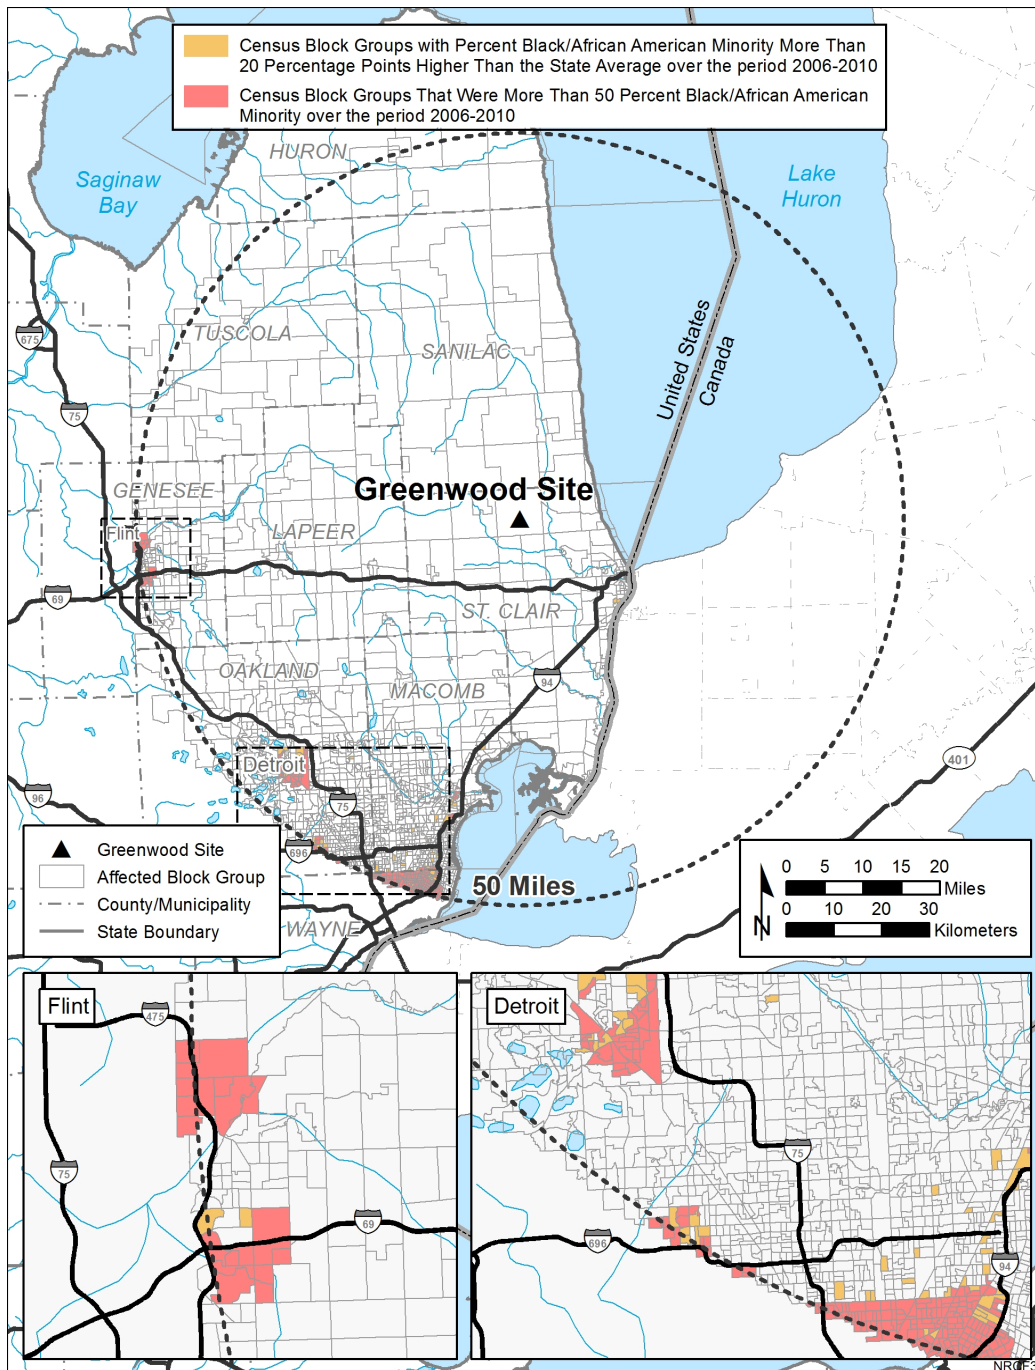 Census Block Groups with Percent Black/African American Minority More Than
20 Percentage Points Higher Than the State Average over the period 2006-2010
Census Block Groups That Were More Than 50 Percent Black/African American
Minority over the period 2006-2010
HURON
Saginaw
Bay
Lake
Huron
TUSCOLA
SANILAC
675
United States
Canada
75
GENESEE
Greenwood Site
Flint
LAPEER
69
ST. CLAIR
OAKLAND
MACOMB
94
Detroit
401
96
75
696
Greenwood Site
Affected Block Group
County/Municipality
State Boundary
50 Miles
WAYNE
0 5 10 15 20
Miles
0 10 20 30
Kilometers
N
Flint
475
75
69
Detroit
75
696
94